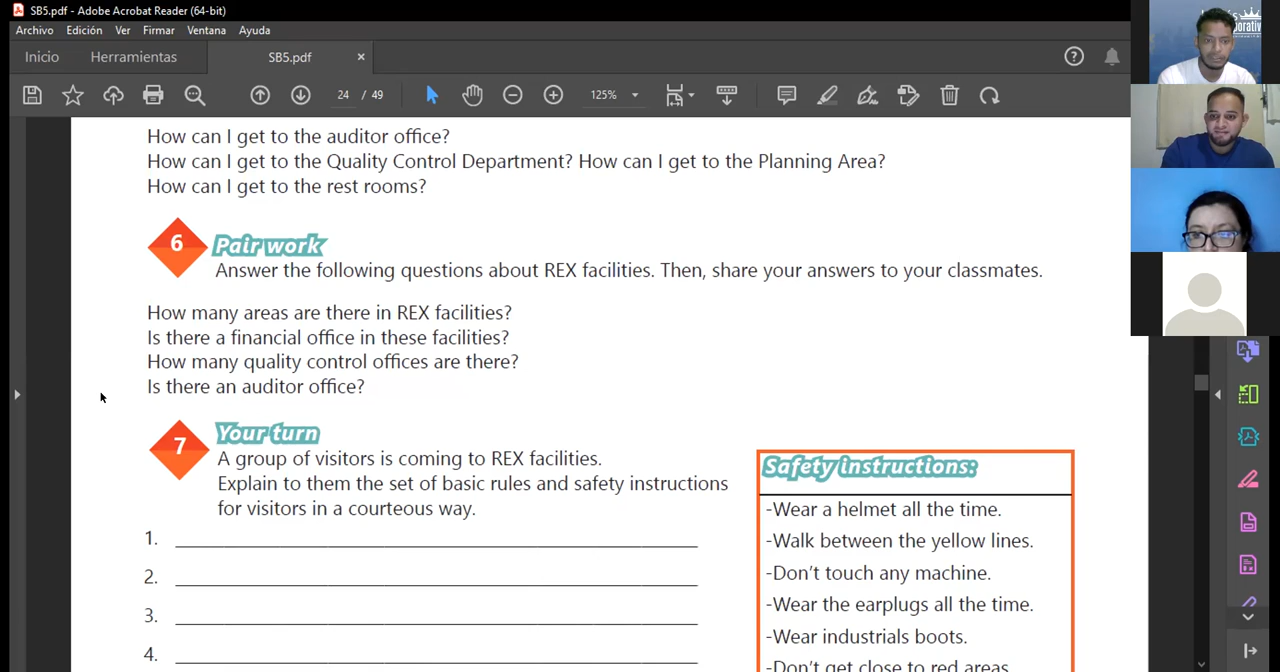 SB5.pdf - Adobe Acrobat Reader (64-bit)
Archivo Edición Ver Firmar Ventana Ayuda
Inicio Herramientas SB5.pdf ×
24 / 49 125%
How can I get to the auditor office?
How can I get to the Quality Control Department? How can I get to the Planning Area?
How can I get to the rest rooms?
6 Pair work
Answer the following questions about REX facilities. Then, share your answers to your classmates.
How many areas are there in REX facilities?
Is there a financial office in these facilities?
How many quality control offices are there?
Is there an auditor office?
7 Your turn
A group of visitors is coming to REX facilities.
Explain to them the set of basic rules and safety instructions
for visitors in a courteous way.
1.
2.
3.
4.
Safety instructions:
-Wear a helmet all the time.
-Walk between the yellow lines.
-Don't touch any machine.
-Wear the earplugs all the time.
-Wear industrials boots.
-Don't get close to red areas